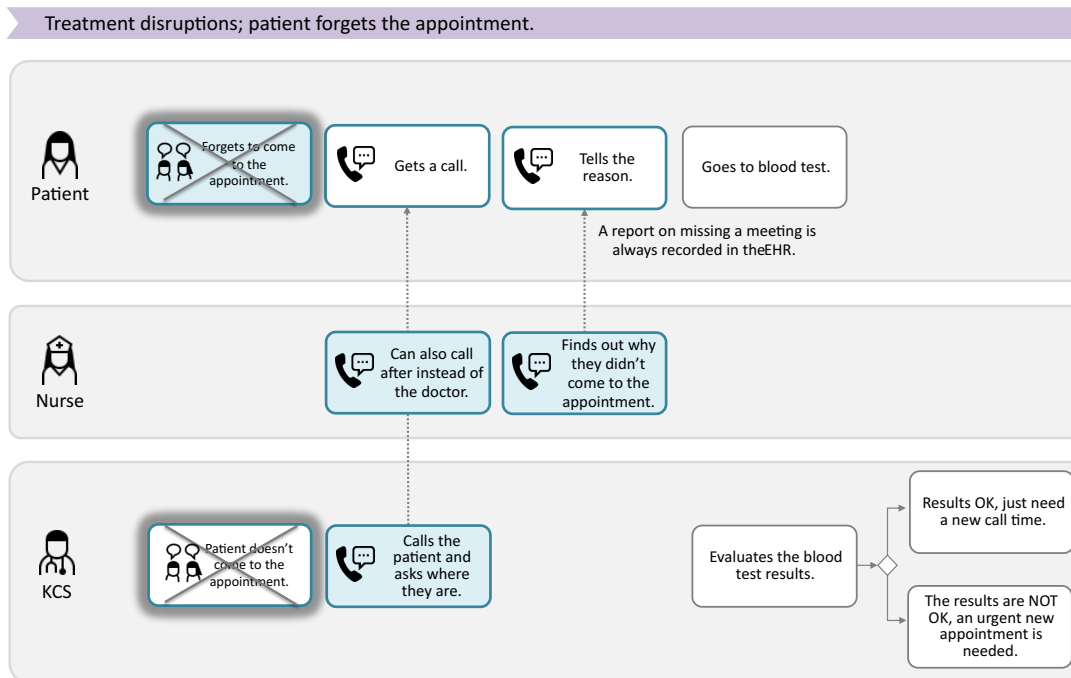 Treatment disruptions; patient forgets the appointment.
Patient
Forgets to come
to the
appointment.
Gets a call.
Tells the
reason.
Goes to blood test.
A report on missing a meeting is
always recorded in theEHR.
Nurse
Can also call
after instead of
the doctor.
Finds out why
they didn't
come to the
appointment.
KCS
Patient doesn't
come to the
appointment.
Calls the
patient and
asks where
they are.
Evaluates the blood
test results.
Results OK, just need
a new call time.
The results are NOT
OK, an urgent new
appointment is
needed.